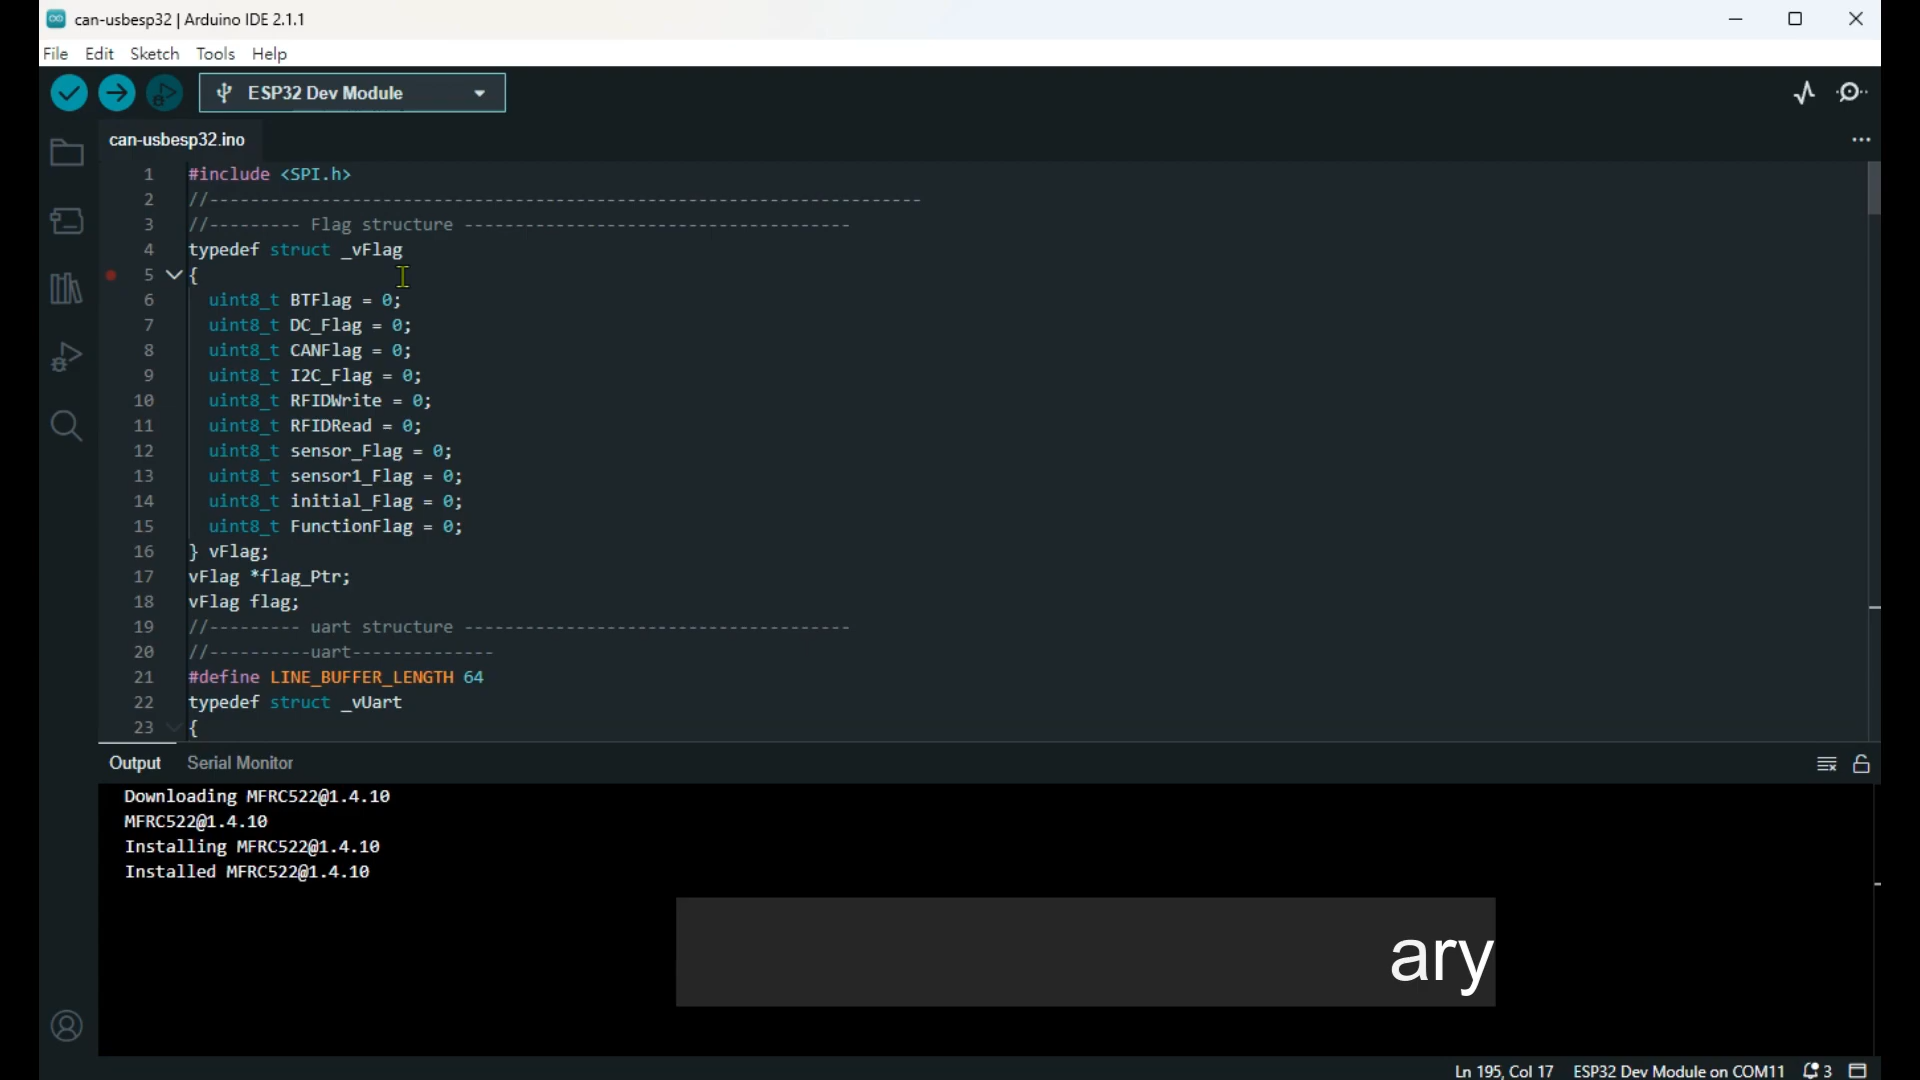 can-usbesp32 | Arduino IDE 2.1.1
File Edit Sketch Tools Help
ESP32 Dev Module
can-usbesp32.ino
1 #include <SPI.h>
2 //----------------------------------------------------------------------
3 //--------- Flag structure --------------------------------------
4 typedef struct _vFlag
5 {
6 uint8_t BTFlag = 0;
7 uint8_t DC_Flag = 0;
8 uint8_t CANFlag = 0;
9 uint8_t I2C_Flag = 0;
10 uint8_t RFIDWrite = 0;
11 uint8_t RFIDRead = 0;
12 uint8_t sensor_Flag = 0;
13 uint8_t sensor1_Flag = 0;
14 uint8_t initial_Flag = 0;
15 uint8_t FunctionFlag = 0;
16 } vFlag;
17 vFlag *flag_Ptr;
18 vFlag flag;
19 //--------- uart structure --------------------------------------
20 //----------uart--------------
21 #define LINE_BUFFER_LENGTH 64
22 typedef struct _vUart
23 {
Output Serial Monitor
Downloading MFRC522@1.4.10
MFRC522@1.4.10
Installing MFRC522@1.4.10
Installed MFRC522@1.4.10
ary
Ln 195, Col 17 ESP32 Dev Module on COM11 3